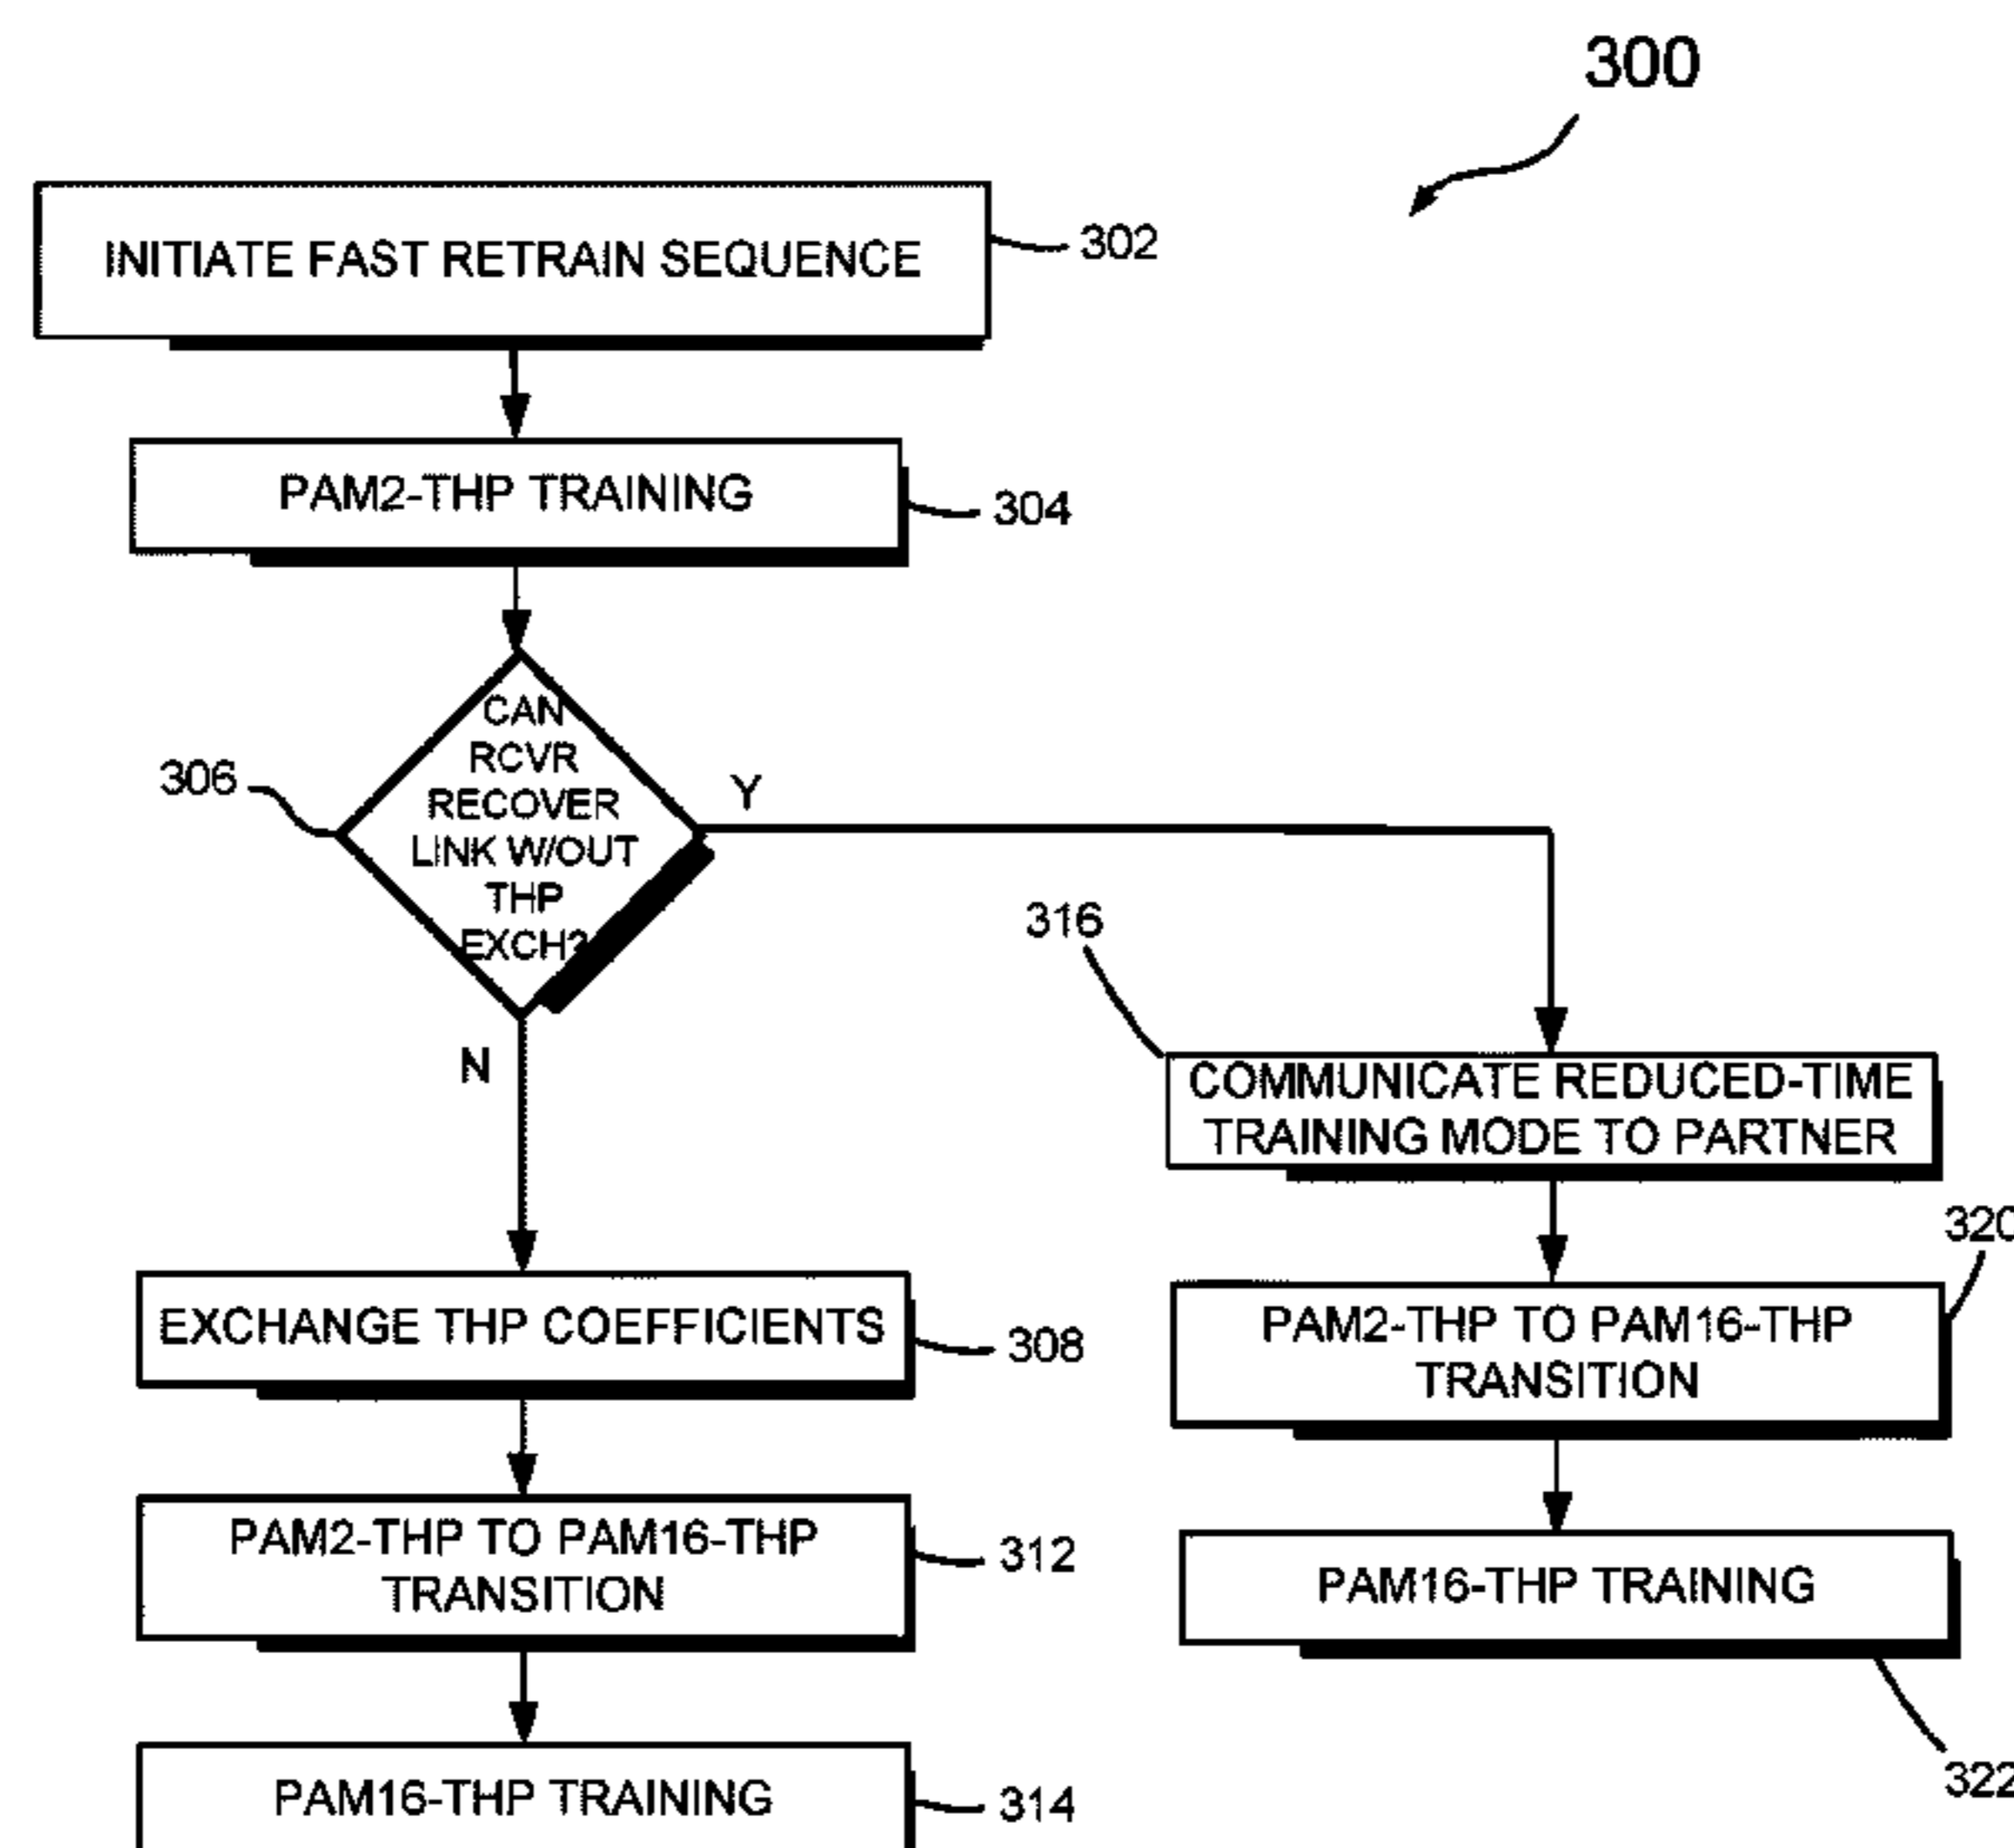 300
INITIATE FAST RETRAIN SEQUENCE
302
PAM2-THP TRAINING
304
CAN
RCVR
RECOVER
LINK W/OUT
THP
EXCH?
306
Y
N
316
COMMUNICATE REDUCED-TIME
TRAINING MODE TO PARTNER
320
EXCHANGE THP COEFFICIENTS
308
PAM2-THP TO PAM16-THP
TRANSITION
PAM2-THP TO PAM16-THP
TRANSITION
312
PAM16-THP TRAINING
322
PAM16-THP TRAINING
314